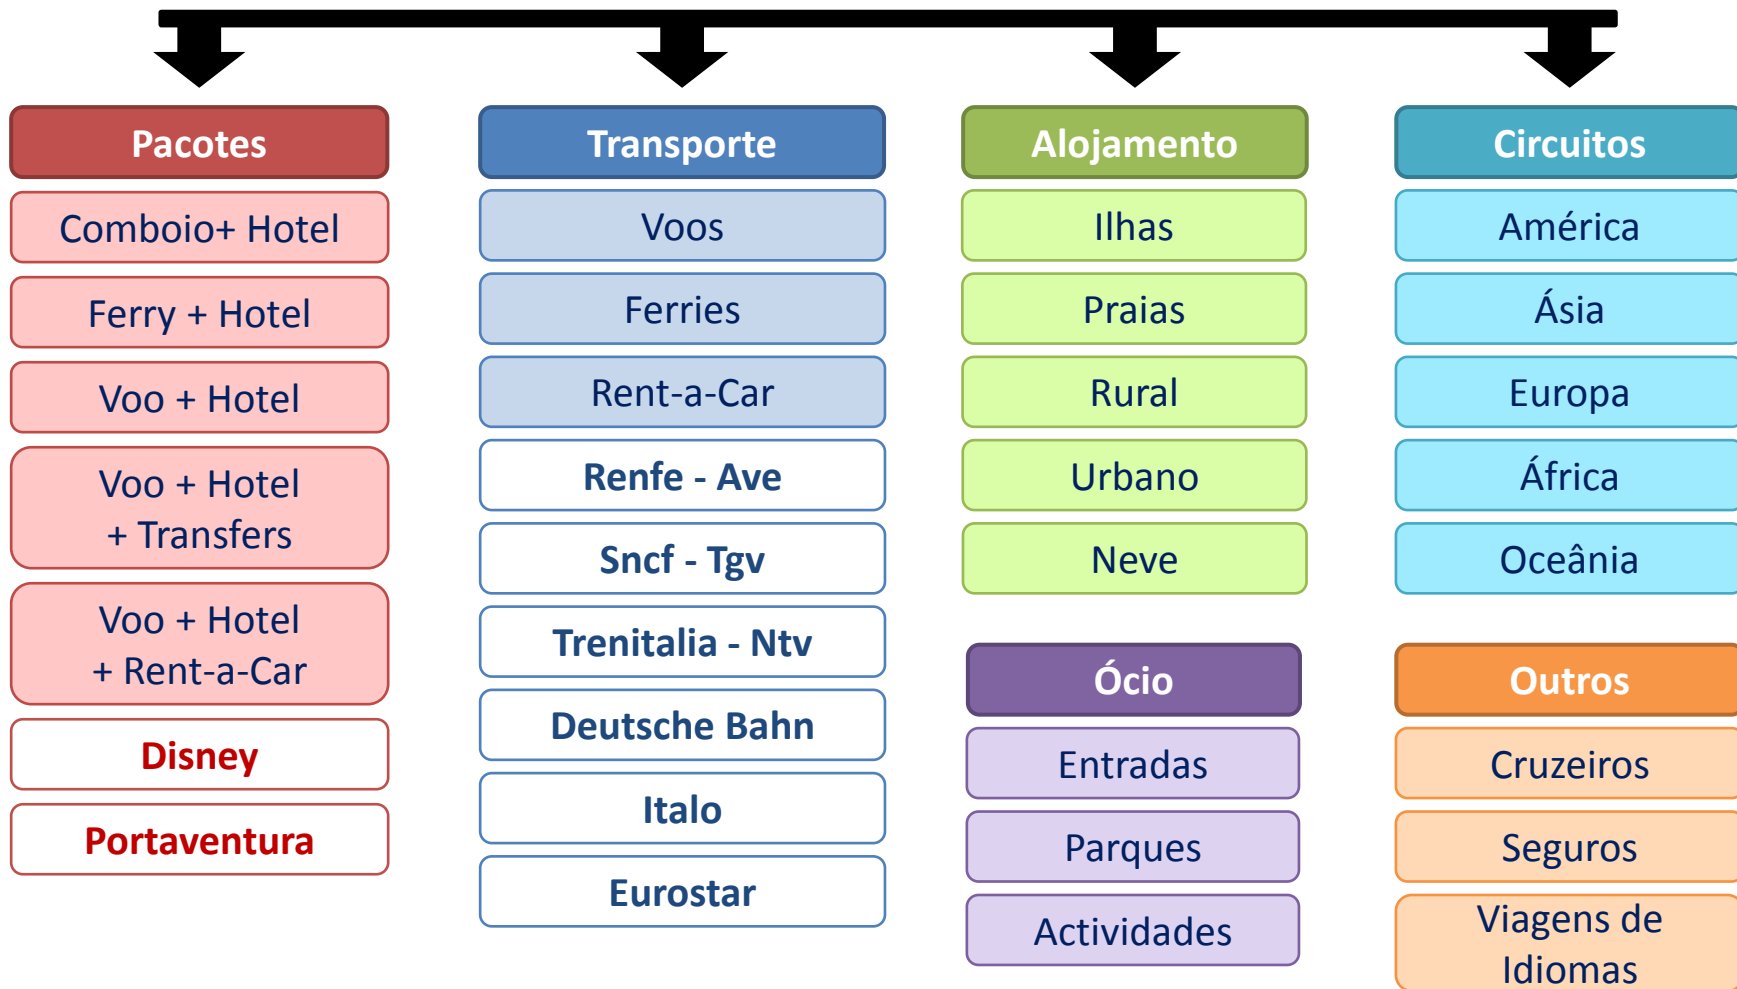 Pacotes
Comboio+ Hotel
Ferry + Hotel
Voo + Hotel
Voo + Hotel
+ Transfers
Voo + Hotel
+ Rent-a-Car
Disney
Portaventura
Transporte
Voos
Ferries
Rent-a-Car
Renfe - Ave
Sncf - Tgv
Trenitalia - Ntv
Deutsche Bahn
Italo
Eurostar
Alojamento
Ilhas
Praias
Rural
Urbano
Neve
Ócio
Entradas
Parques
Actividades
Circuitos
América
Ásia
Europa
África
Oceânia
Outros
Cruzeiros
Seguros
Viagens de
Idiomas